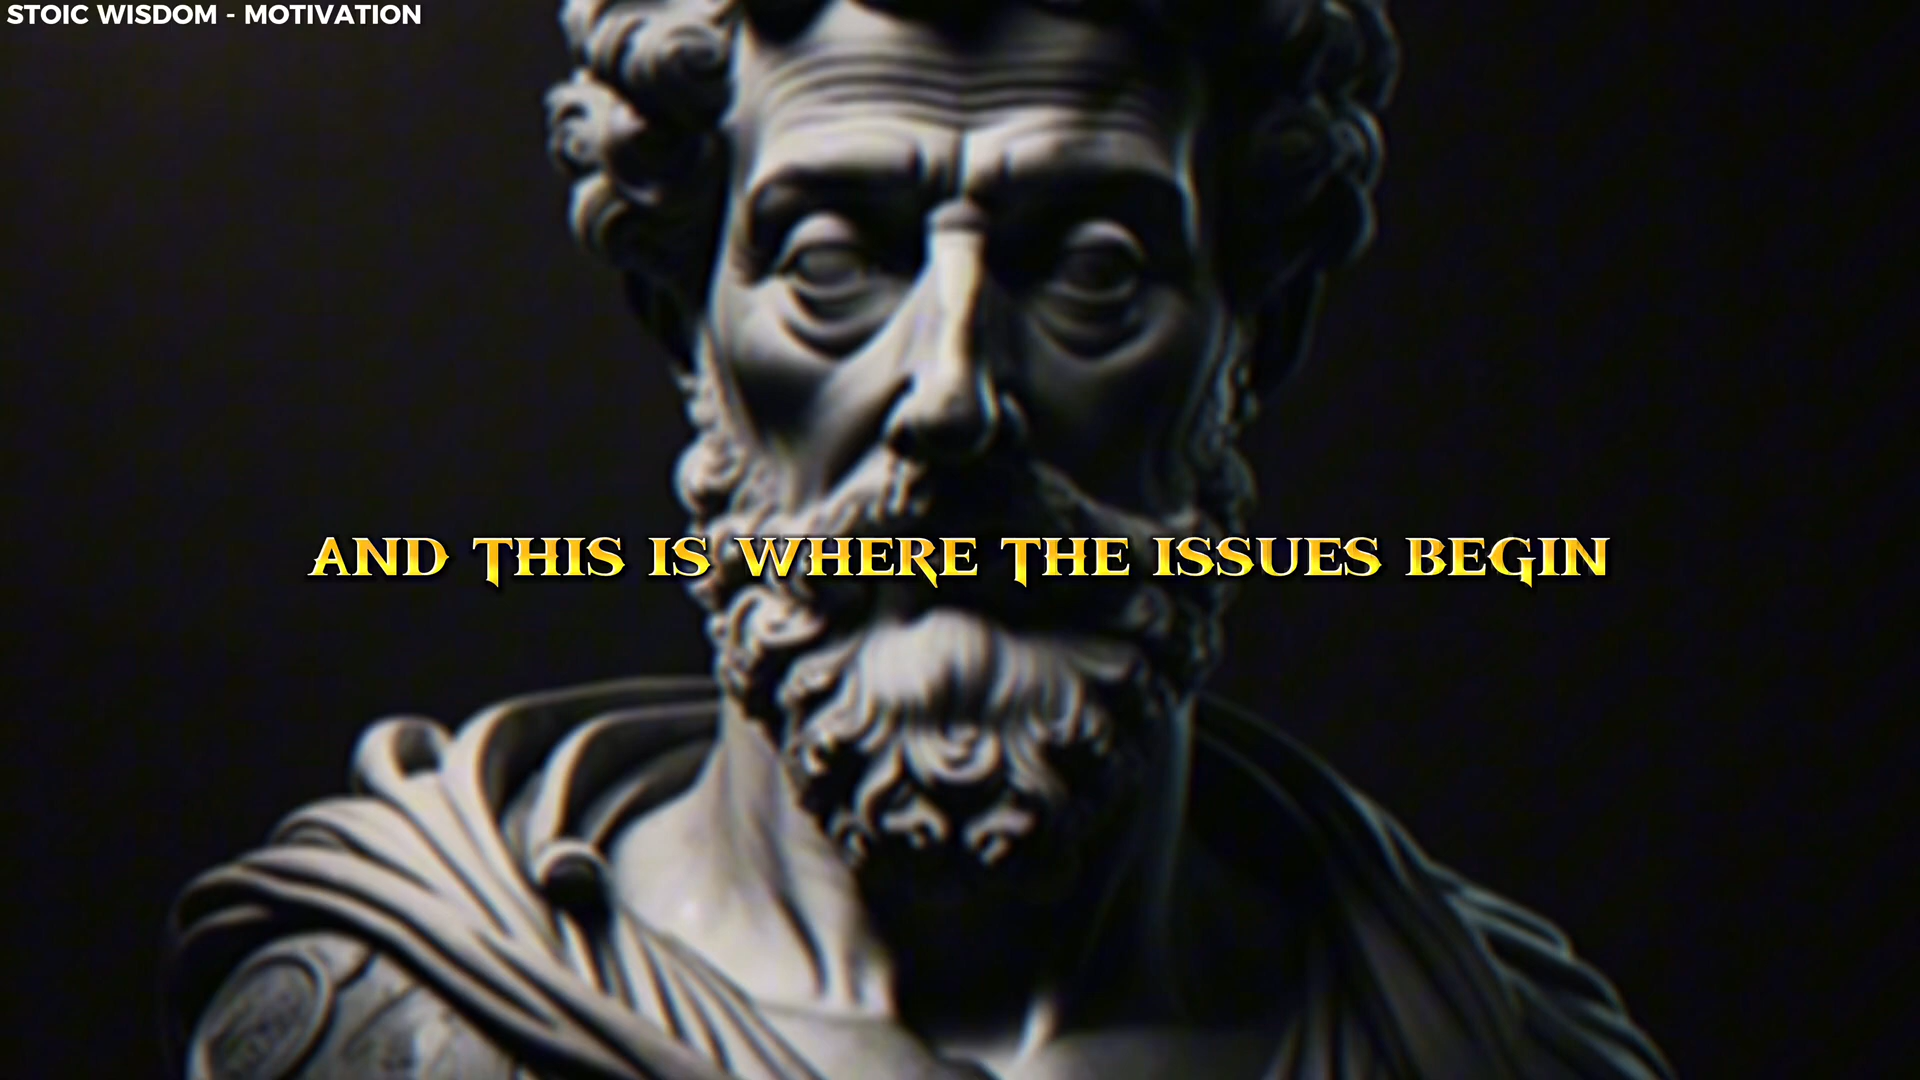 STOIC WISDOM - MOTIVATION
AND THIS IS WHERE THE ISSUES BEGIN